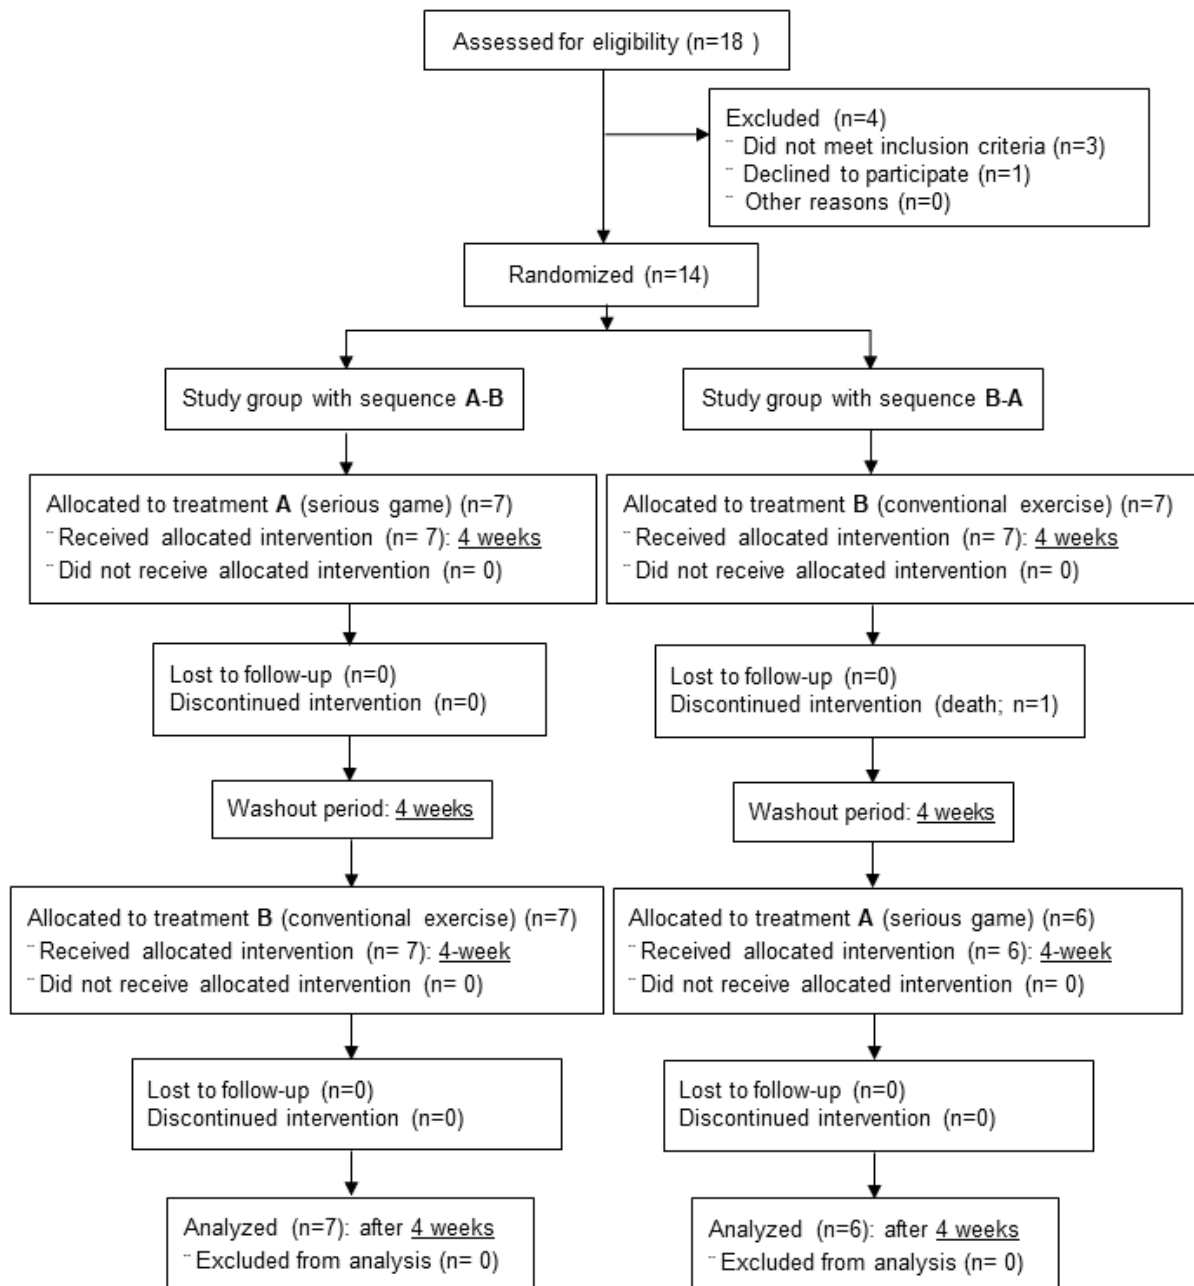 Assessed for eligibility (n=18 )
Excluded (n=4)
¨ Did not meet inclusion criteria (n=3)
¨ Declined to participate (n=1)
¨ Other reasons (n=0)
Randomized (n=14)
Study group with sequence A-B
Study group with sequence B-A
Allocated to treatment A (serious game) (n=7)
¨ Received allocated intervention (n= 7): 4 weeks
¨ Did not receive allocated intervention (n= 0)
Allocated to treatment B (conventional exercise) (n=7)
¨ Received allocated intervention (n= 7): 4 weeks
¨ Did not receive allocated intervention (n= 0)
Lost to follow-up (n=0)
Discontinued intervention (n=0)
Lost to follow-up (n=0)
Discontinued intervention (death; n=1)
Washout period: 4 weeks
Washout period: 4 weeks
Allocated to treatment B (conventional exercise) (n=7)
¨ Received allocated intervention (n= 7): 4-week
¨ Did not receive allocated intervention (n= 0)
Allocated to treatment A (serious game) (n=6)
¨ Received allocated intervention (n= 6): 4-week
¨ Did not receive allocated intervention (n= 0)
Lost to follow-up (n=0)
Discontinued intervention (n=0)
Lost to follow-up (n=0)
Discontinued intervention (n=0)
Analyzed (n=7): after 4 weeks
¨ Excluded from analysis (n= 0)
Analyzed (n=6): after 4 weeks
¨ Excluded from analysis (n= 0)